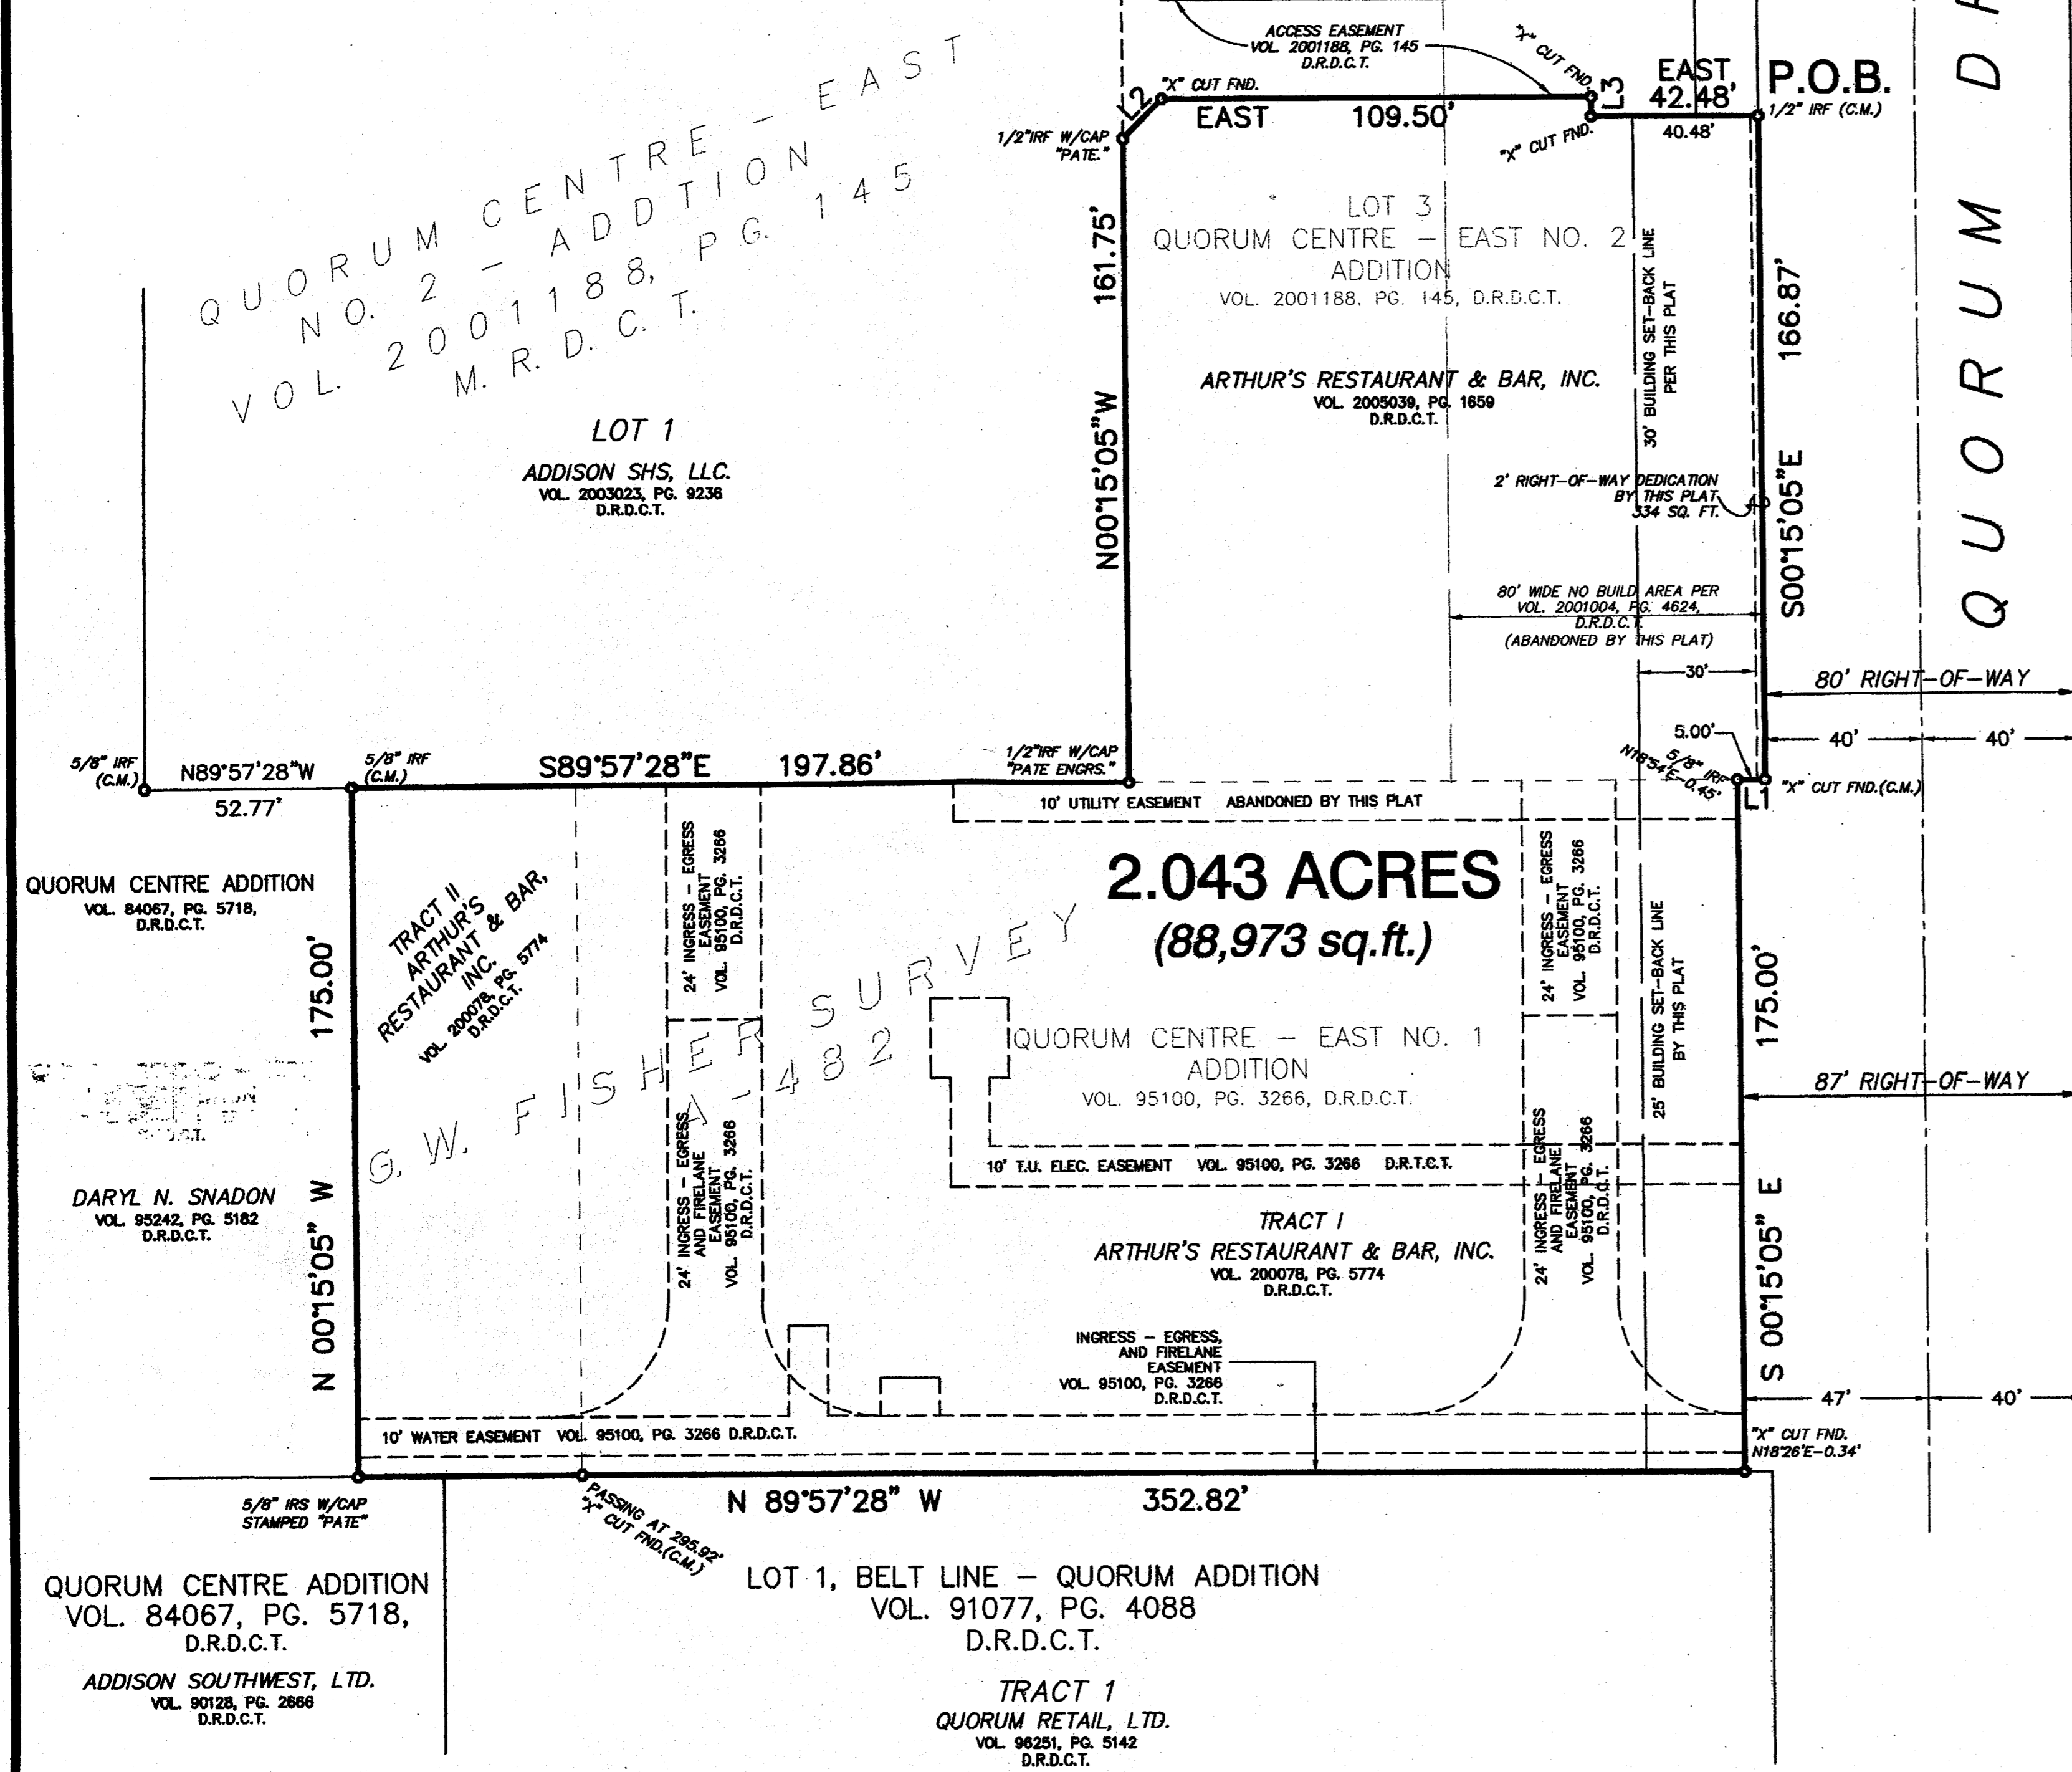 ACCESS EASEMENT
VOL. 2001188, PG. 145
D.R.D.C.T.
"X" CUT FND.
L2
"X" CUT FND.
EAST
109.50'
L3
"X" CUT FND.
EAST,
42.48'
40.48'
P.O.B.
1/2" IRF (C.M.)
1/2"IRF W/CAP
"PATE."
QUORUM CENTRE - EAST
NO. 2 - ADDTION
VOL. 2001188, PG. 145
M.R.D.C.T.
LOT 1
ADDISON SHS, LLC.
VOL. 2003023, PG. 9236
D.R.D.C.T.
161.75'
N00°15'05"W
LOT 3
QUORUM CENTRE - EAST NO. 2
ADDITION
VOL. 2001188, PG. 145, D.R.D.C.T.
ARTHUR'S RESTAURANT & BAR, INC.
VOL. 2005039, PG. 1659
D.R.D.C.T.
30' BUILDING SET-BACK LINE
PER THIS PLAT
166.87'
S00°15'05"E
QUORUM DR
2' RIGHT-OF-WAY DEDICATION
BY THIS PLAT
334 SQ. FT.
80' WIDE NO BUILD AREA PER
VOL. 2001004, PG. 4624,
D.R.D.C.T.
(ABANDONED BY THIS PLAT)
30'
80' RIGHT-OF-WAY
5.00'
40'
40'
5/8" IRF
N18°54'E-0.45'
L1
"X" CUT FND.(C.M.)
5/8" IRF
(C.M.)
N89°57'28"W
52.77'
5/8" IRF
(C.M.)
S89°57'28"E
197.86'
1/2"IRF W/CAP
"PATE ENGRS."
10' UTILITY EASEMENT ABANDONED BY THIS PLAT
2.043 ACRES
(88,973 sq.ft.)
QUORUM CENTRE ADDITION
VOL. 84067, PG. 5718,
D.R.D.C.T.
175.00'
N 00°15'05" W
TRACT II
ARTHUR'S
RESTAURANT & BAR,
INC.
VOL. 200078, PG. 5774
D.R.D.C.T.
24' INGRESS - EGRESS
EASEMENT
VOL. 95100, PG. 3266
D.R.D.C.T.
24' INGRESS - EGRESS
EASEMENT
VOL. 95100, PG. 3266
D.R.D.C.T.
25' BUILDING SET-BACK LINE
BY THIS PLAT
175.00'
S 00°15'05" E
G. W. FISHER SURVEY
A-482
QUORUM CENTRE - EAST NO. 1
ADDITION
VOL. 95100, PG. 3266, D.R.D.C.T.
87' RIGHT-OF-WAY
DARYL N. SNADON
VOL. 95242, PG. 5182
D.R.D.C.T.
24' INGRESS - EGRESS
AND FIRELANE
EASEMENT
VOL. 95100, PG. 3266
D.R.D.C.T.
10' T.U. ELEC. EASEMENT VOL. 95100, PG. 3266 D.R.T.C.T.
24' INGRESS - EGRESS
AND FIRELANE
EASEMENT
VOL. 95100, PG. 3266
D.R.D.C.T.
TRACT I
ARTHUR'S RESTAURANT & BAR, INC.
VOL. 200078, PG. 5774
D.R.D.C.T.
INGRESS - EGRESS,
AND FIRELANE
EASEMENT
VOL. 95100, PG. 3266
D.R.D.C.T.
47'
40'
10' WATER EASEMENT VOL. 95100, PG. 3266 D.R.D.C.T.
"X" CUT FND.
N18°26'E-0.34'
5/8" IRS W/CAP
STAMPED "PATE"
PASSING AT 295.92'
"X" CUT FND.(C.M.)
N 89°57'28" W
352.82'
QUORUM CENTRE ADDITION
VOL. 84067, PG. 5718,
D.R.D.C.T.
ADDISON SOUTHWEST, LTD.
VOL. 90128, PG. 2666
D.R.D.C.T.
LOT 1, BELT LINE - QUORUM ADDITION
VOL. 91077, PG. 4088
D.R.D.C.T.
TRACT 1
QUORUM RETAIL, LTD.
VOL. 96251, PG. 5142
D.R.D.C.T.